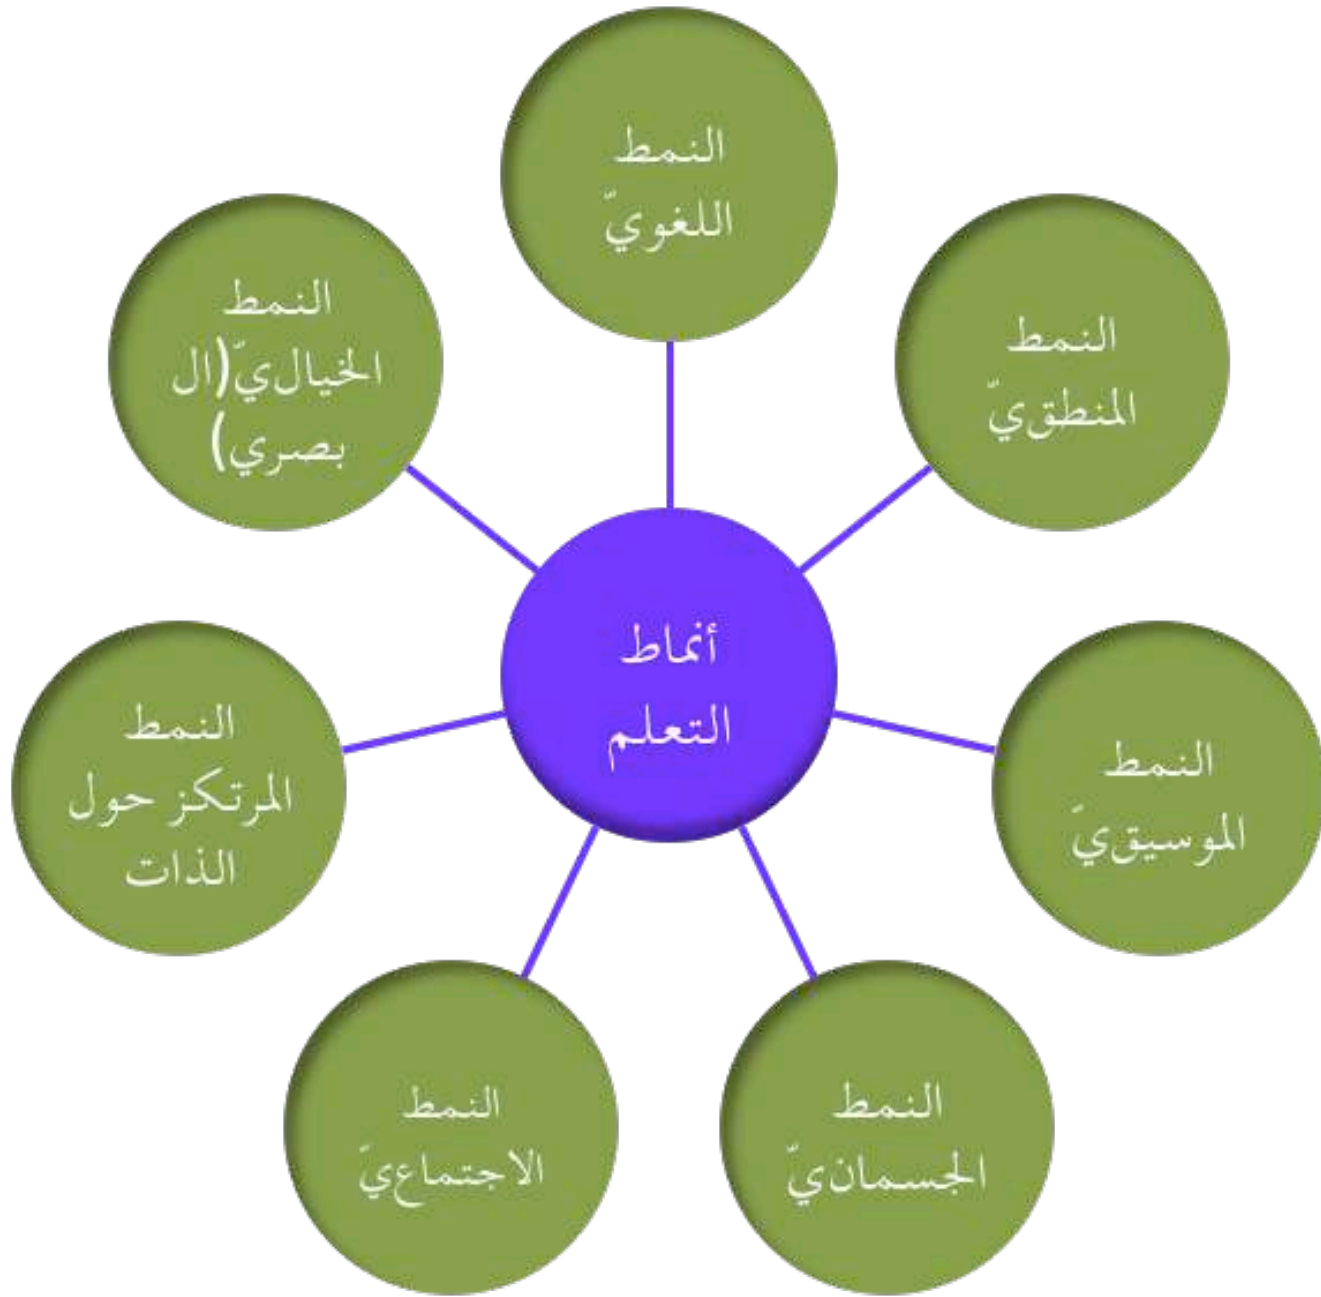 النمط
اللغويّ
النمط
المنطقيّ
النمط
الموسيقيّ
النمط
الجسمانيّ
النمط
الاجتماعيّ
النمط
المرتكز حول
الذات
النمط
الخياليّ(ال
بصري)
أنماط
التعلم